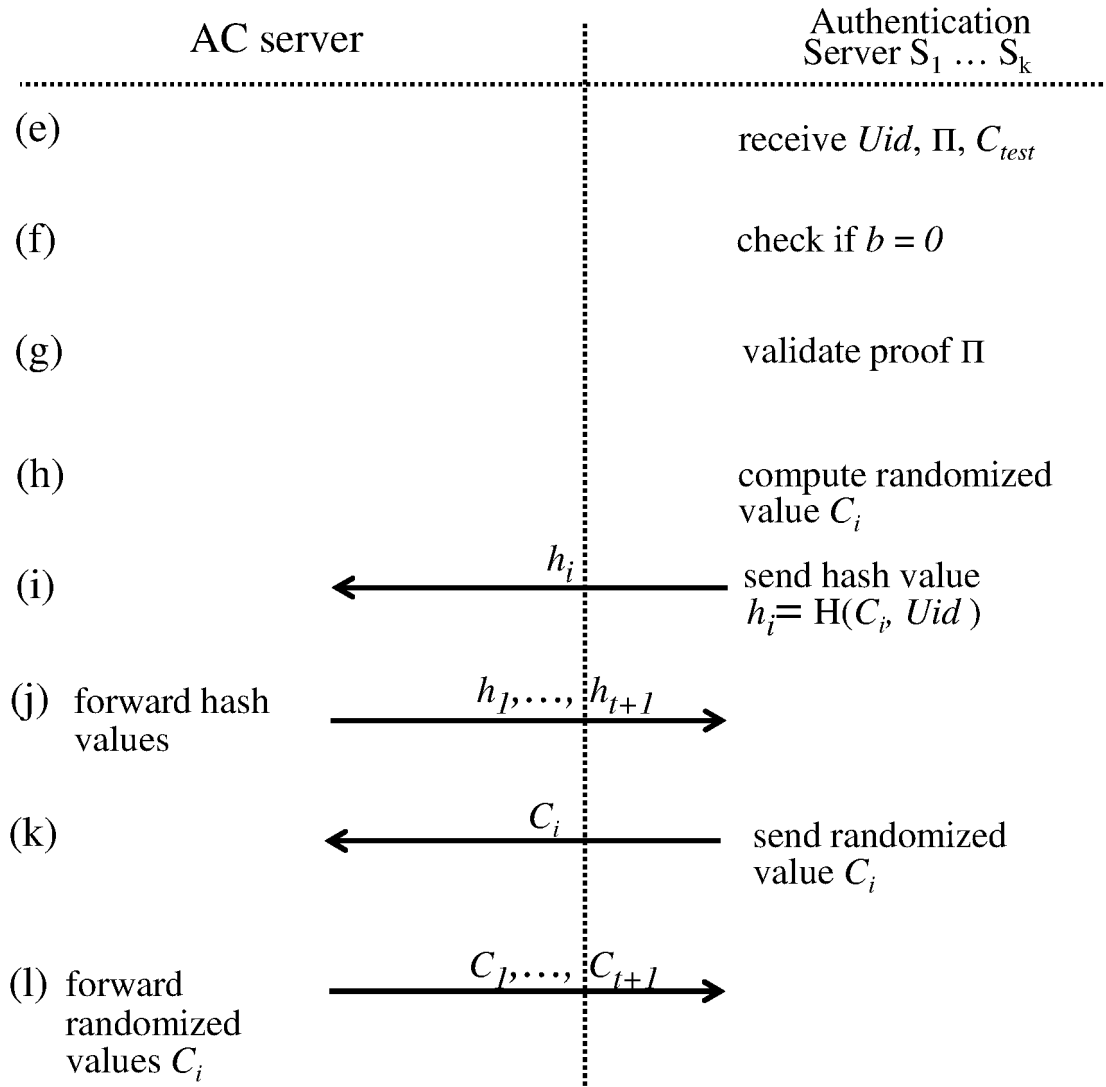 AC server
Authentication
Server S1 ... Sk
(e)
receive Uid, Π, Ctest
(f)
check if b = 0
(g)
validate proof Π
(h)
compute randomized
value Ci
(i)
hi
send hash value
hi= H(Ci, Uid )
(j) forward hash
values
h1,..., ht+1
(k)
Ci
send randomized
value Ci
(l) forward
randomized
values Ci
C1,..., Ct+1